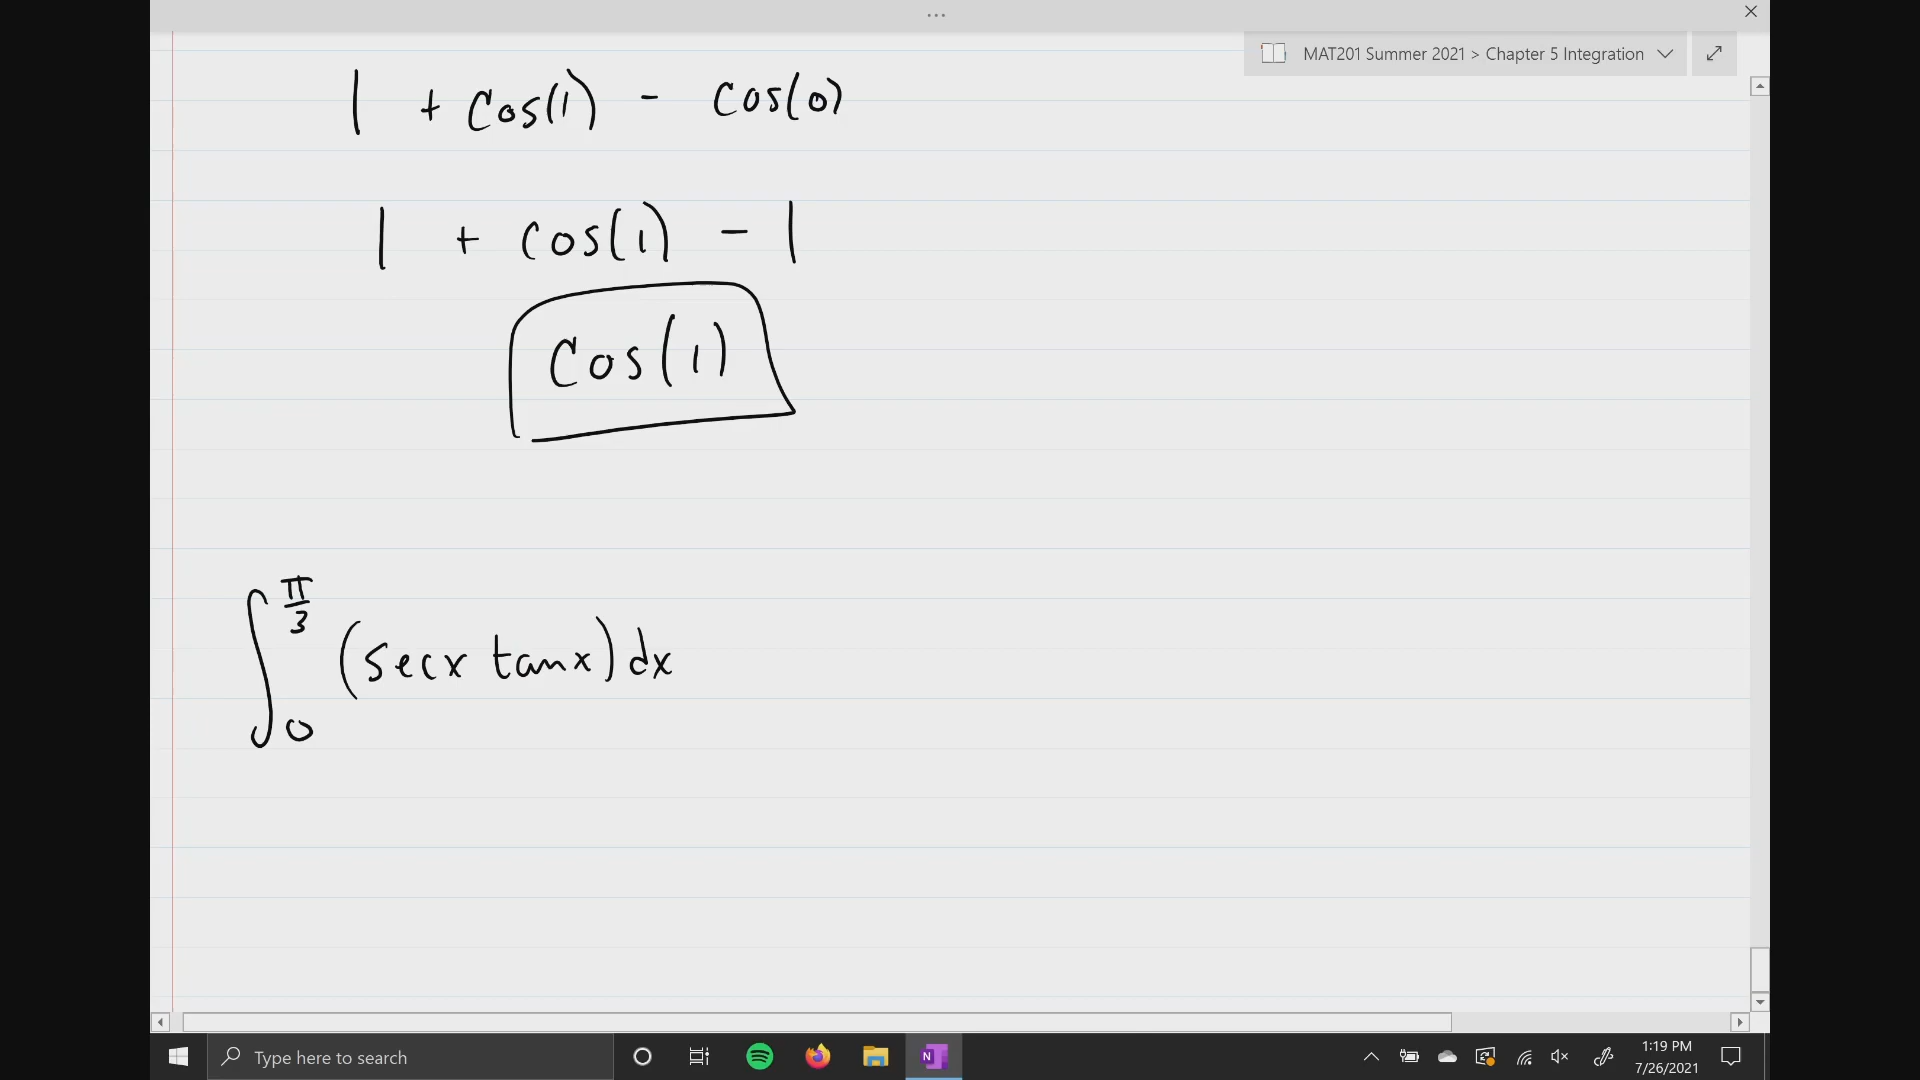 MAT201 Summer 2021 > Chapter 5 Integration
1 + cos(1) - cos(0)
1 + cos(1) - 1
cos(1)
∫₀^(π/3) (secx tanx) dx
Type here to search
N
1:19 PM
7/26/2021